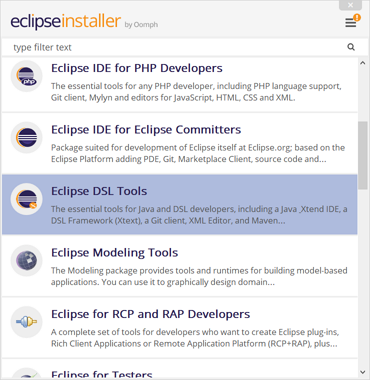 eclipseinstaller by Oomph
type filter text
Eclipse IDE for PHP Developers
The essential tools for any PHP developer, including PHP language support,
Git client, Mylyn and editors for JavaScript, HTML, CSS and XML.
php
Eclipse IDE for Eclipse Committers
Package suited for development of Eclipse itself at Eclipse.org; based on the
Eclipse Platform adding PDE, Git, Marketplace Client, source code and...
Eclipse DSL Tools
The essential tools for Java and DSL developers, including a Java ,Xtend IDE, a
DSL Framework (Xtext), a Git client, XML Editor, and Maven...
Eclipse Modeling Tools
The Modeling package provides tools and runtimes for building model-based
applications. You can use it to graphically design domain...
Eclipse for RCP and RAP Developers
A complete set of tools for developers who want to create Eclipse plug-ins,
Rich Client Applications or Remote Application Platform (RCP+RAP), plus...
Eclipse for Testers